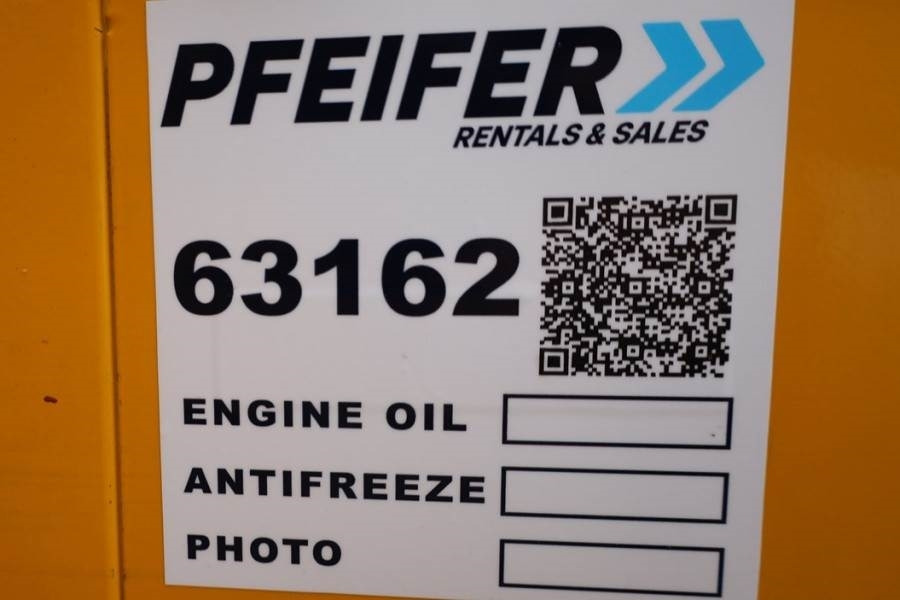 PFEIFER
RENTALS & SALES
63162
ENGINE OIL
ANTIFREEZE
PHOTO